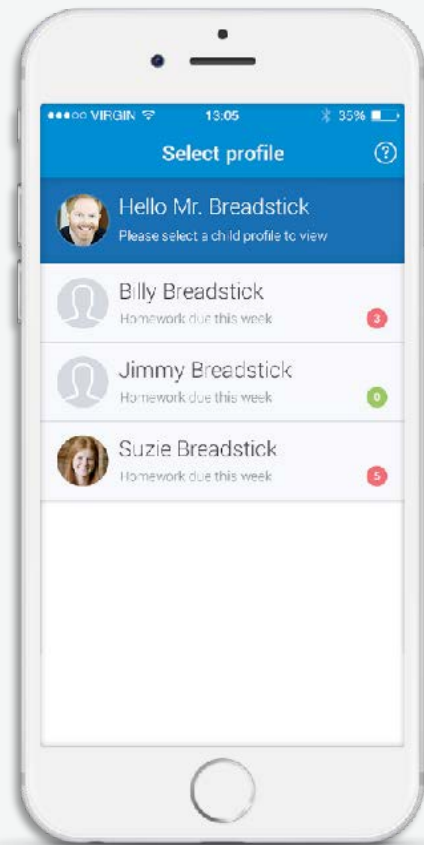 VIRGIN 13:05 35%
Select profile ?
Hello Mr. Breadstick
Please select a child profile to view
Billy Breadstick
Homework due this week 3
Jimmy Breadstick
Homework due this week 0
Suzie Breadstick
Homework due this week 5